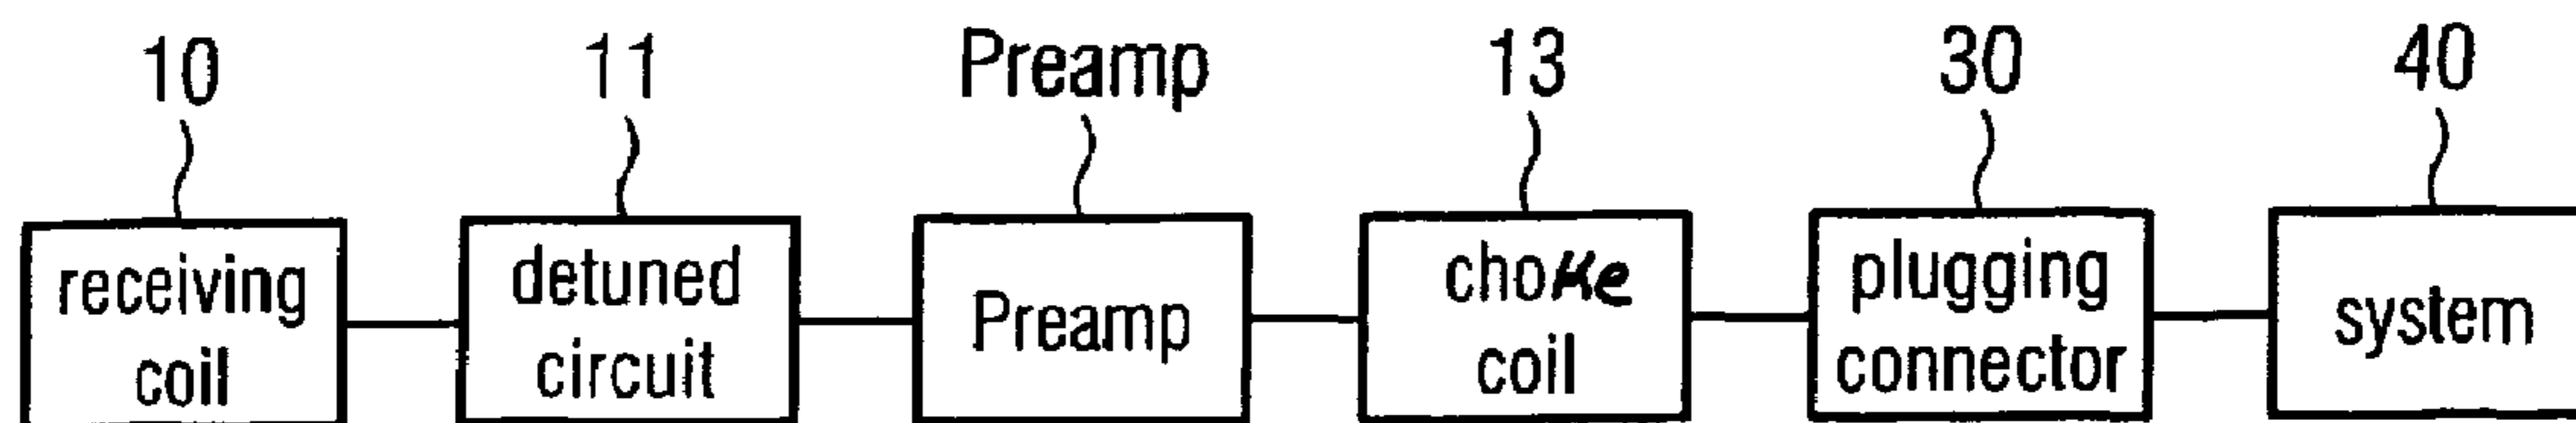 10 11 Preamp 13 30 40
receiving
coil
detuned
circuit
Preamp
choke
coil
plugging
connector
system